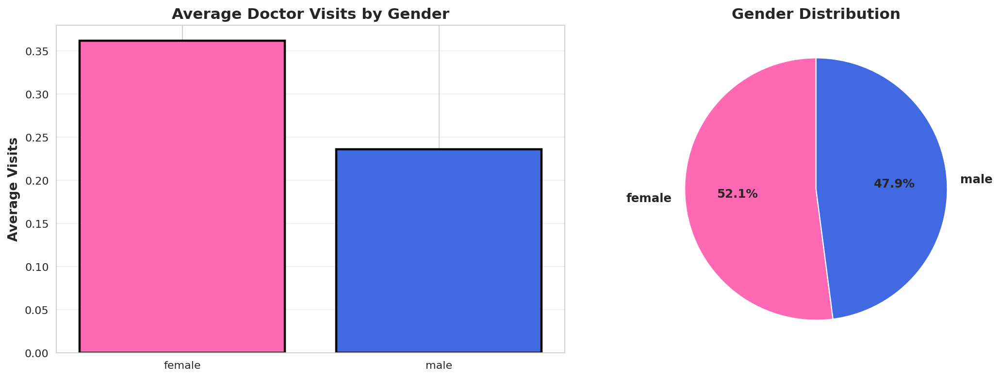 Average Doctor Visits by Gender
Average Visits
0.35
0.30
0.25
0.20
0.15
0.10
0.05
0.00
female
male
Gender Distribution
female
52.1%
47.9%
male